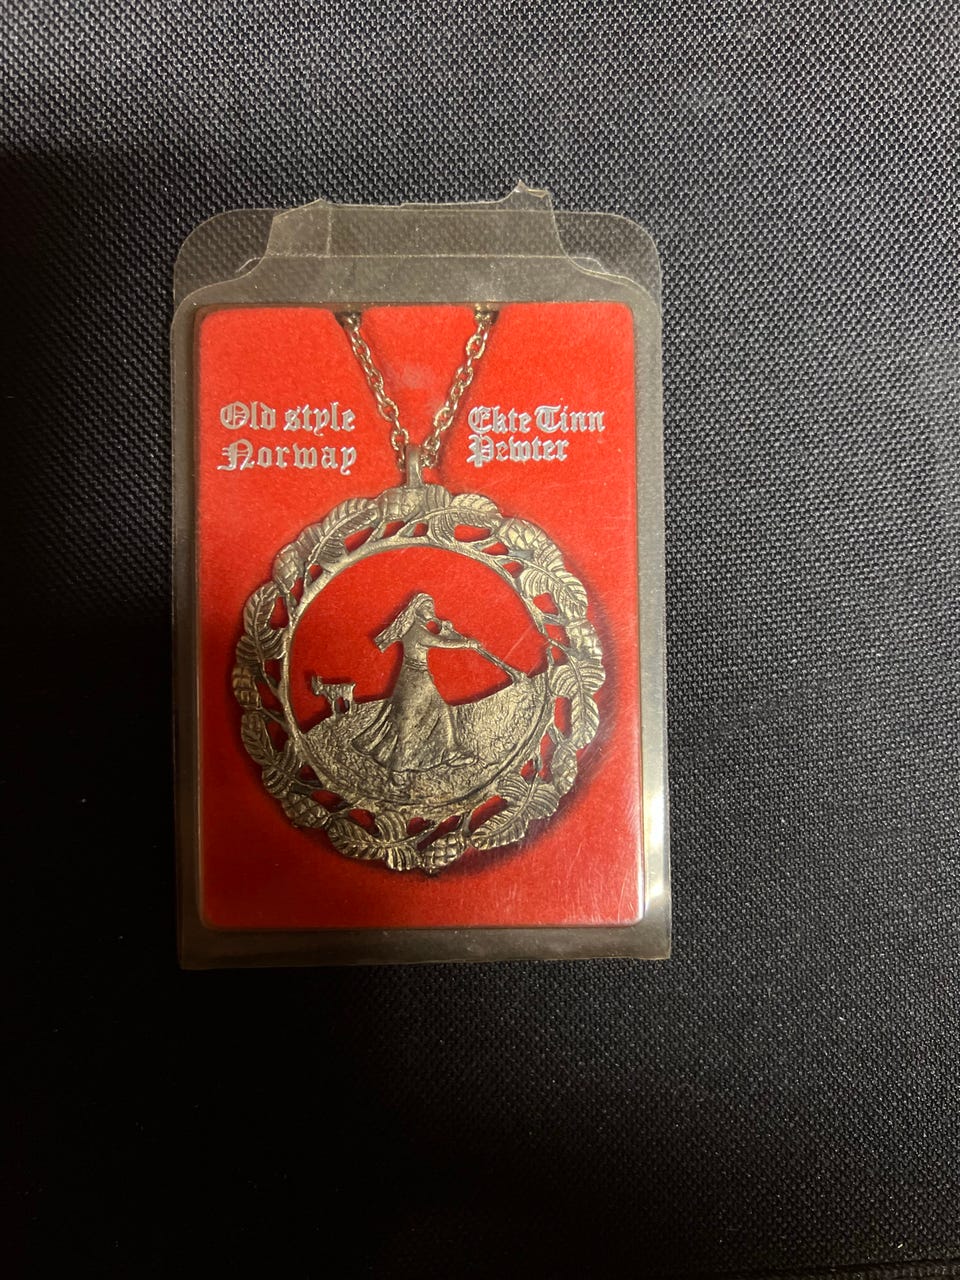 Old style
Norway
Ekte Tinn
Pewter